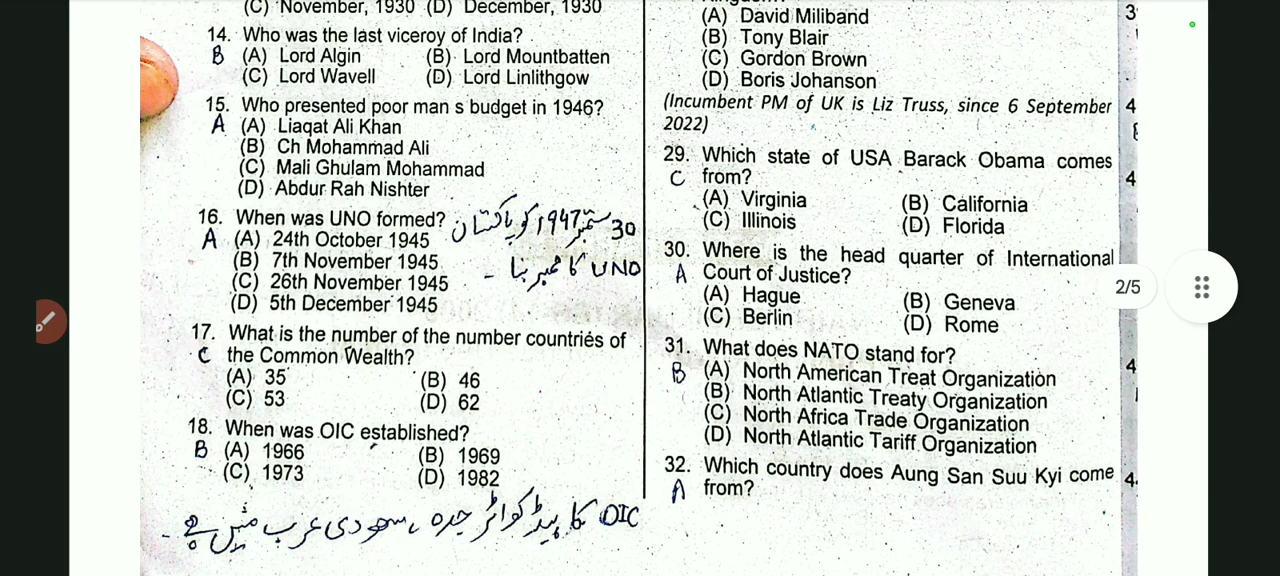 (C) November, 1930 (D) December, 1930
14. Who was the last viceroy of India?
B (A) Lord Algin (B) Lord Mountbatten
(C) Lord Wavell (D) Lord Linlithgow
15. Who presented poor man s budget in 1946?
A (A) Liaqat Ali Khan
(B) Ch Mohammad Ali
(C) Mali Ghulam Mohammad
(D) Abdur Rah Nishter
16. When was UNO formed?
30 ستمبر 1947 کو پاکستان
A (A) 24th October 1945
(B) 7th November 1945
UNO کا ممبر بنا -
(C) 26th November 1945
(D) 5th December 1945
17. What is the number of the number countries of
C the Common Wealth?
(A) 35 (B) 46
(C) 53 (D) 62
18. When was OIC established?
B (A) 1966 (B) 1969
(C) 1973 (D) 1982
OIC کا ہیڈ کواٹر جدہ ، سعودی عرب میں ہے -
(A) David Miliband
(B) Tony Blair
(C) Gordon Brown
(D) Boris Johanson
(Incumbent PM of UK is Liz Truss, since 6 September
2022)
29. Which state of USA Barack Obama comes
C from?
(A) Virginia (B) California
(C) Illinois (D) Florida
30. Where is the head quarter of International
A Court of Justice?
(A) Hague (B) Geneva
(C) Berlin (D) Rome
31. What does NATO stand for?
B (A) North American Treat Organization
(B) North Atlantic Treaty Organization
(C) North Africa Trade Organization
(D) North Atlantic Tariff Organization
32. Which country does Aung San Suu Kyi come
A from?
2/5